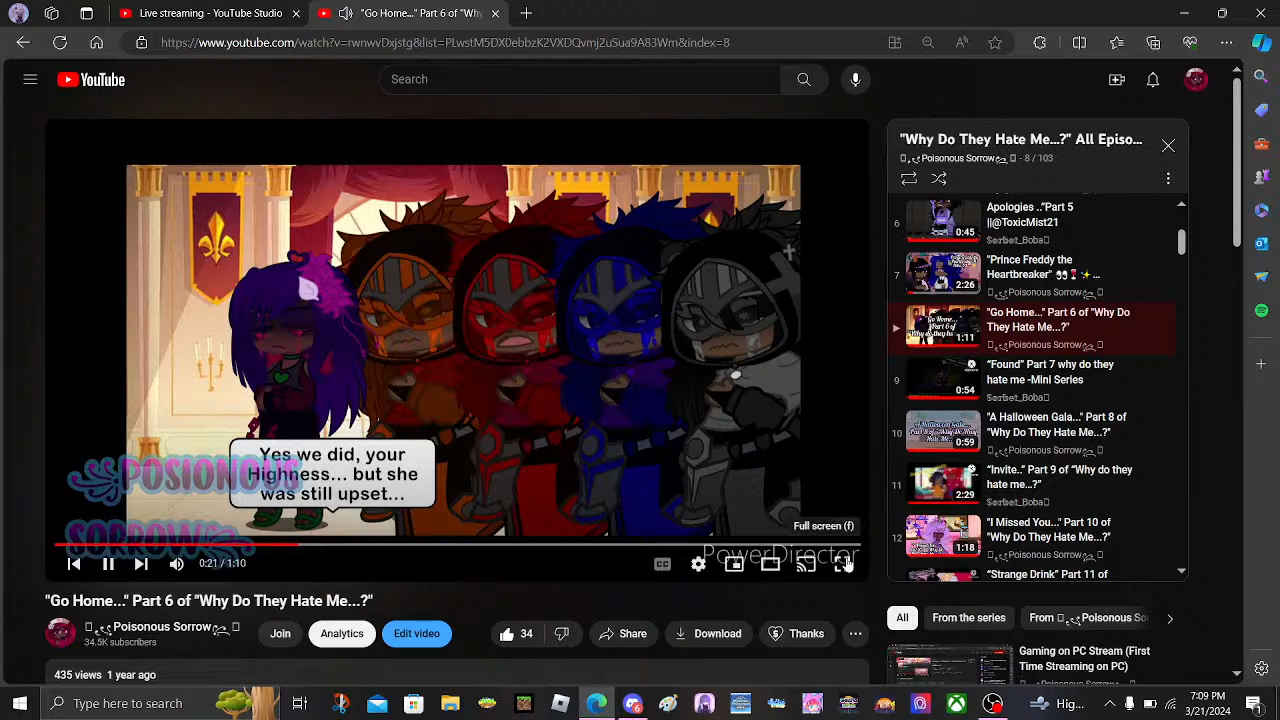 Live streaming - YouTube Studio
"Go Home..." Part 6 of "Why
https://www.youtube.com/watch?v=rwnwvDxjstg&list=PLwstM5DX0ebbzK2VXDQvmj2uSua9A83Wm&index=8
YouTube
Search
Yes we did, your
Highness... but she
was still upset...
POSIONOUS
SORROW
PowerDirector
Full screen (f)
0:21 / 1:10
"Go Home..." Part 6 of "Why Do They Hate Me...?"
Poisonous Sorrow
34.5K subscribers
Join
Analytics
Edit video
34
Share
Download
Thanks
435 views 1 year ago
"Why Do They Hate Me...?" All Episo...
Poisonous Sorrow - 8 / 103
6
0:45
Apologies .."Part 5
||@ToxicMist21
Sorbet_Boba
7
2:26
"Prince Freddy the
Heartbreaker" 👀❣️✨...
Poisonous Sorrow
1:11
"Go Home..." Part 6 of "Why Do
They Hate Me...?"
Poisonous Sorrow
9
0:54
“Found” Part 7 why do they
hate me -MInI Series
Sorbet_Boba
10
0:59
"A Halloween Gala..." Part 8 of
"Why Do They Hate Me...?"
Poisonous Sorrow
11
2:29
“Invite..” Part 9 of “Why do they
hate me...?”
Sorbet_Boba
12
1:18
"I Missed You..." Part 10 of
"Why Do They Hate Me...?"
Poisonous Sorrow
"Strange Drink" Part 11 of
All
From the series
From Poisonous So
Gaming on PC Stream (First
Time Streaming on PC)
Type here to search
Hig...
7:09 PM
3/21/2024